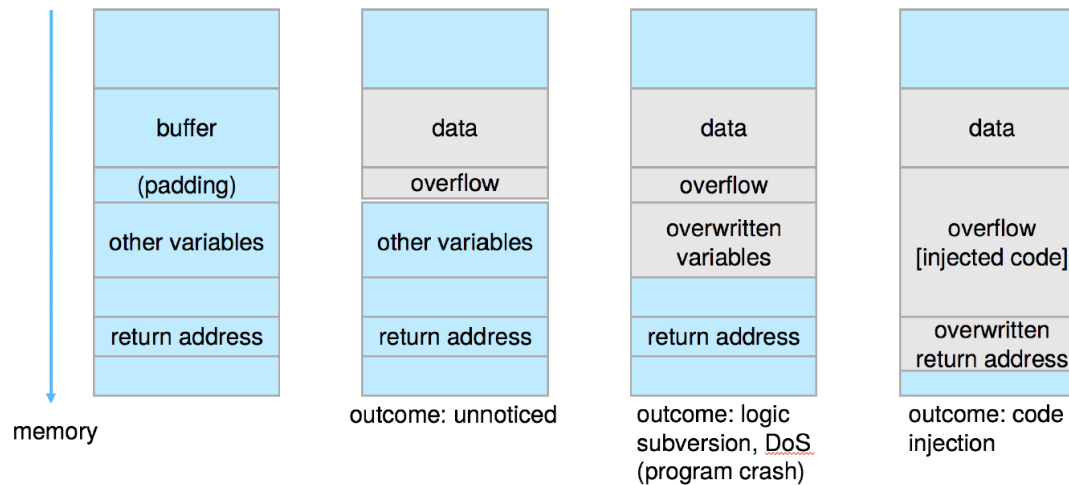 buffer
(padding)
other variables
return address
memory
data
overflow
other variables
return address
outcome: unnoticed
data
overflow
overwritten
variables
return address
outcome: logic
subversion, DoS
(program crash)
data
overflow
[injected code]
overwritten
return address
outcome: code
injection